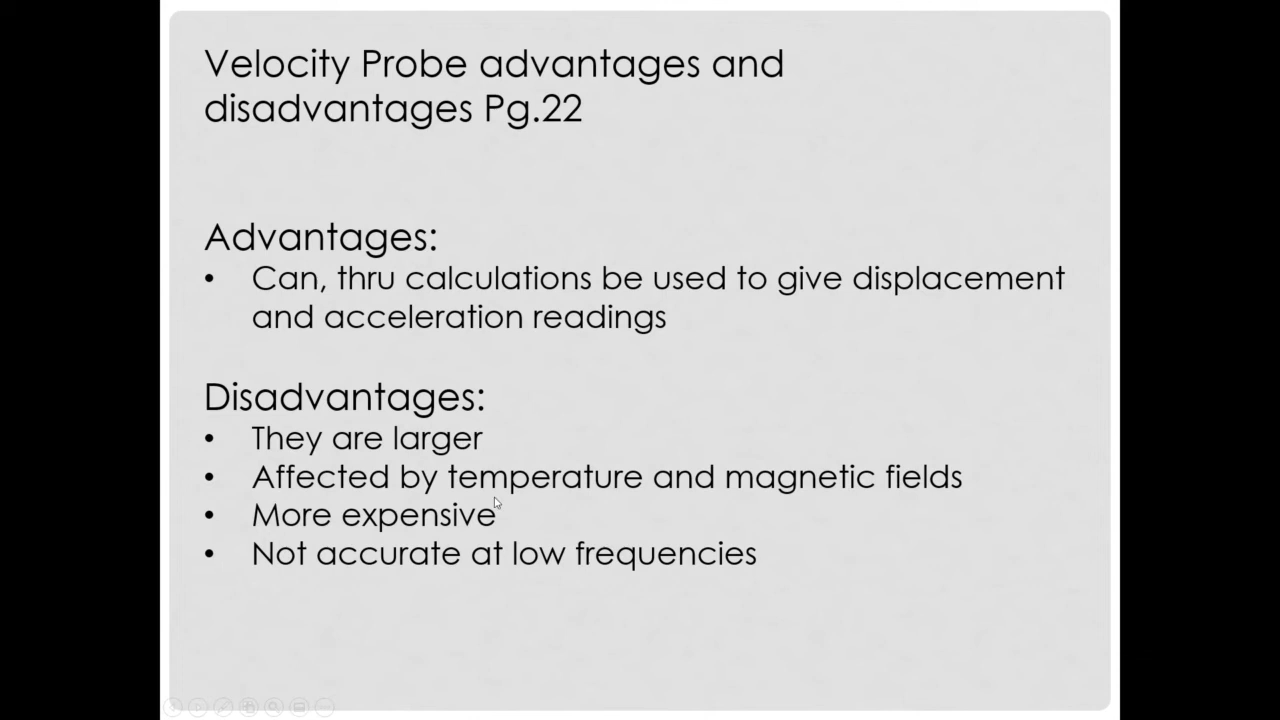 Velocity Probe advantages and
disadvantages Pg.22
Advantages:
• Can, thru calculations be used to give displacement
and acceleration readings
Disadvantages:
• They are larger
• Affected by temperature and magnetic fields
• More expensive
• Not accurate at low frequencies